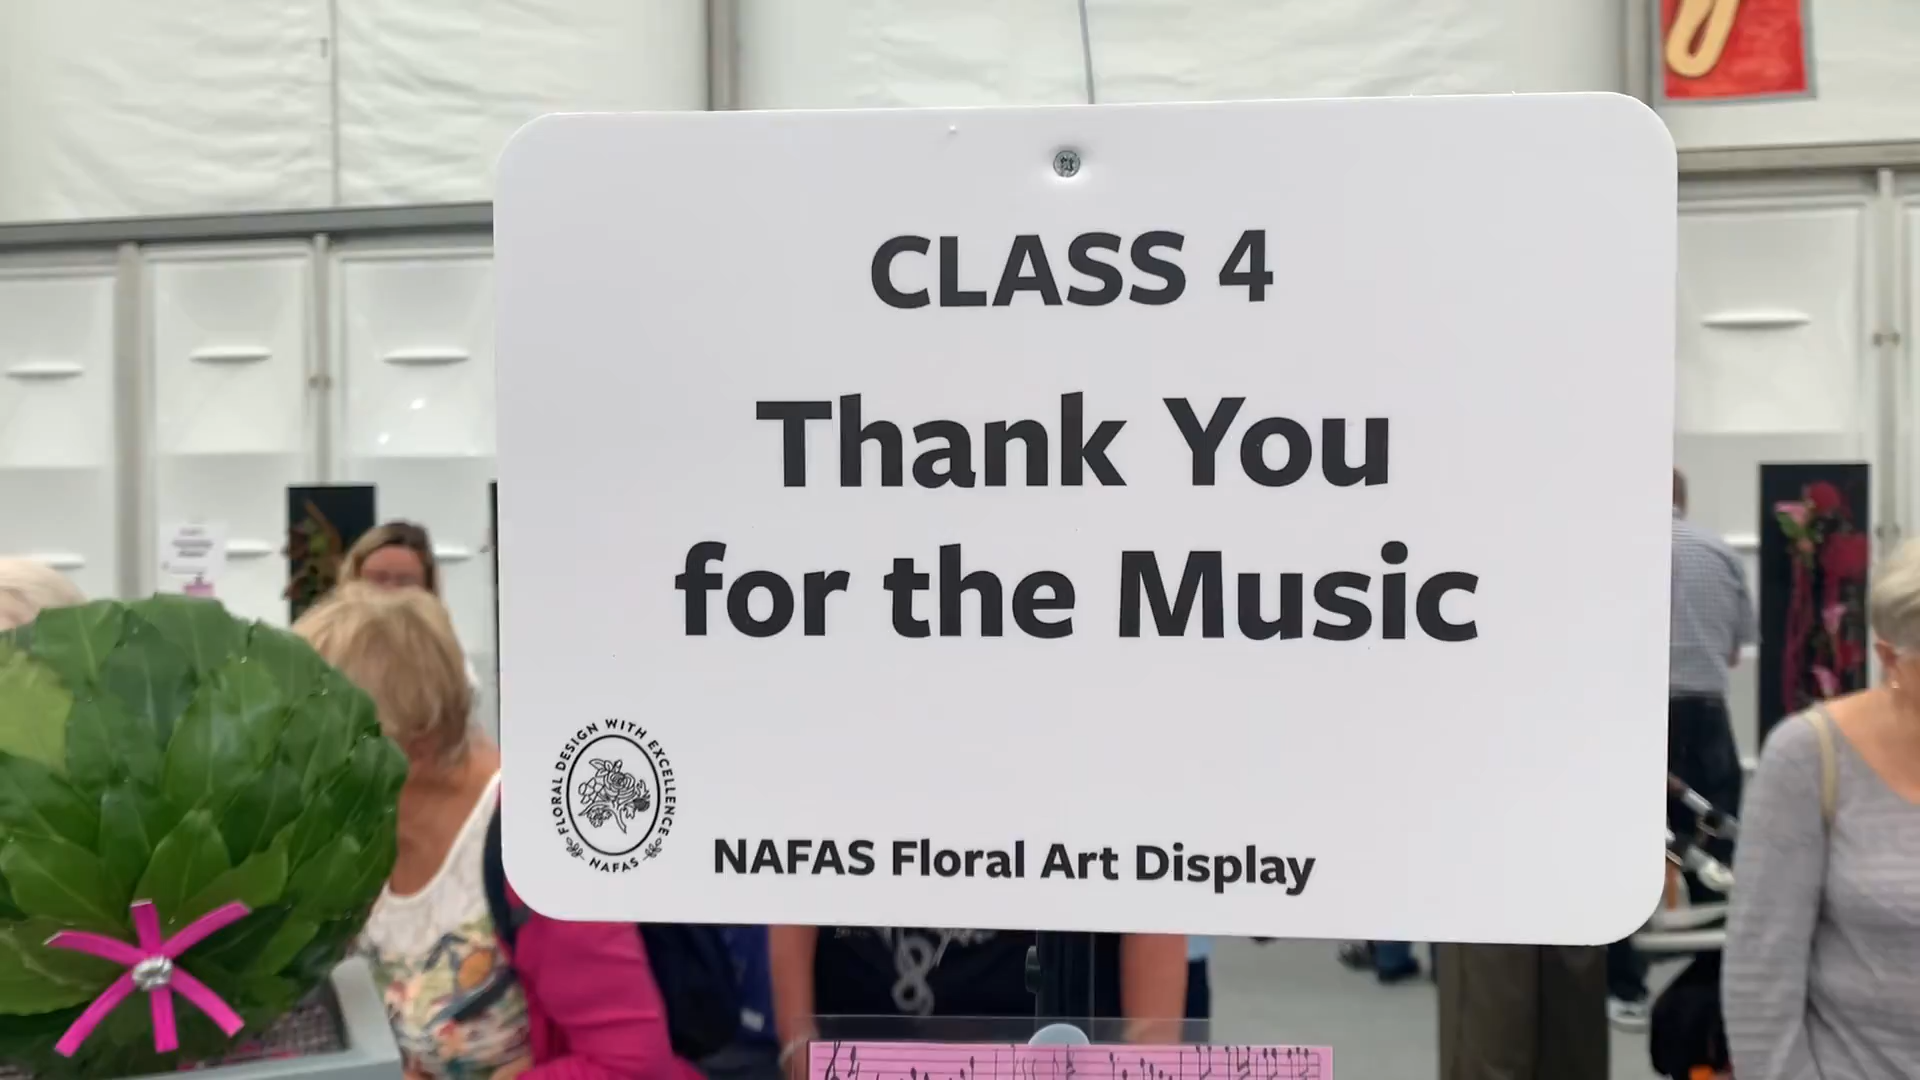 CLASS 4
Thank You
for the Music
FLORAL DESIGN WITH EXCELLENCE
NAFAS
NAFAS Floral Art Display